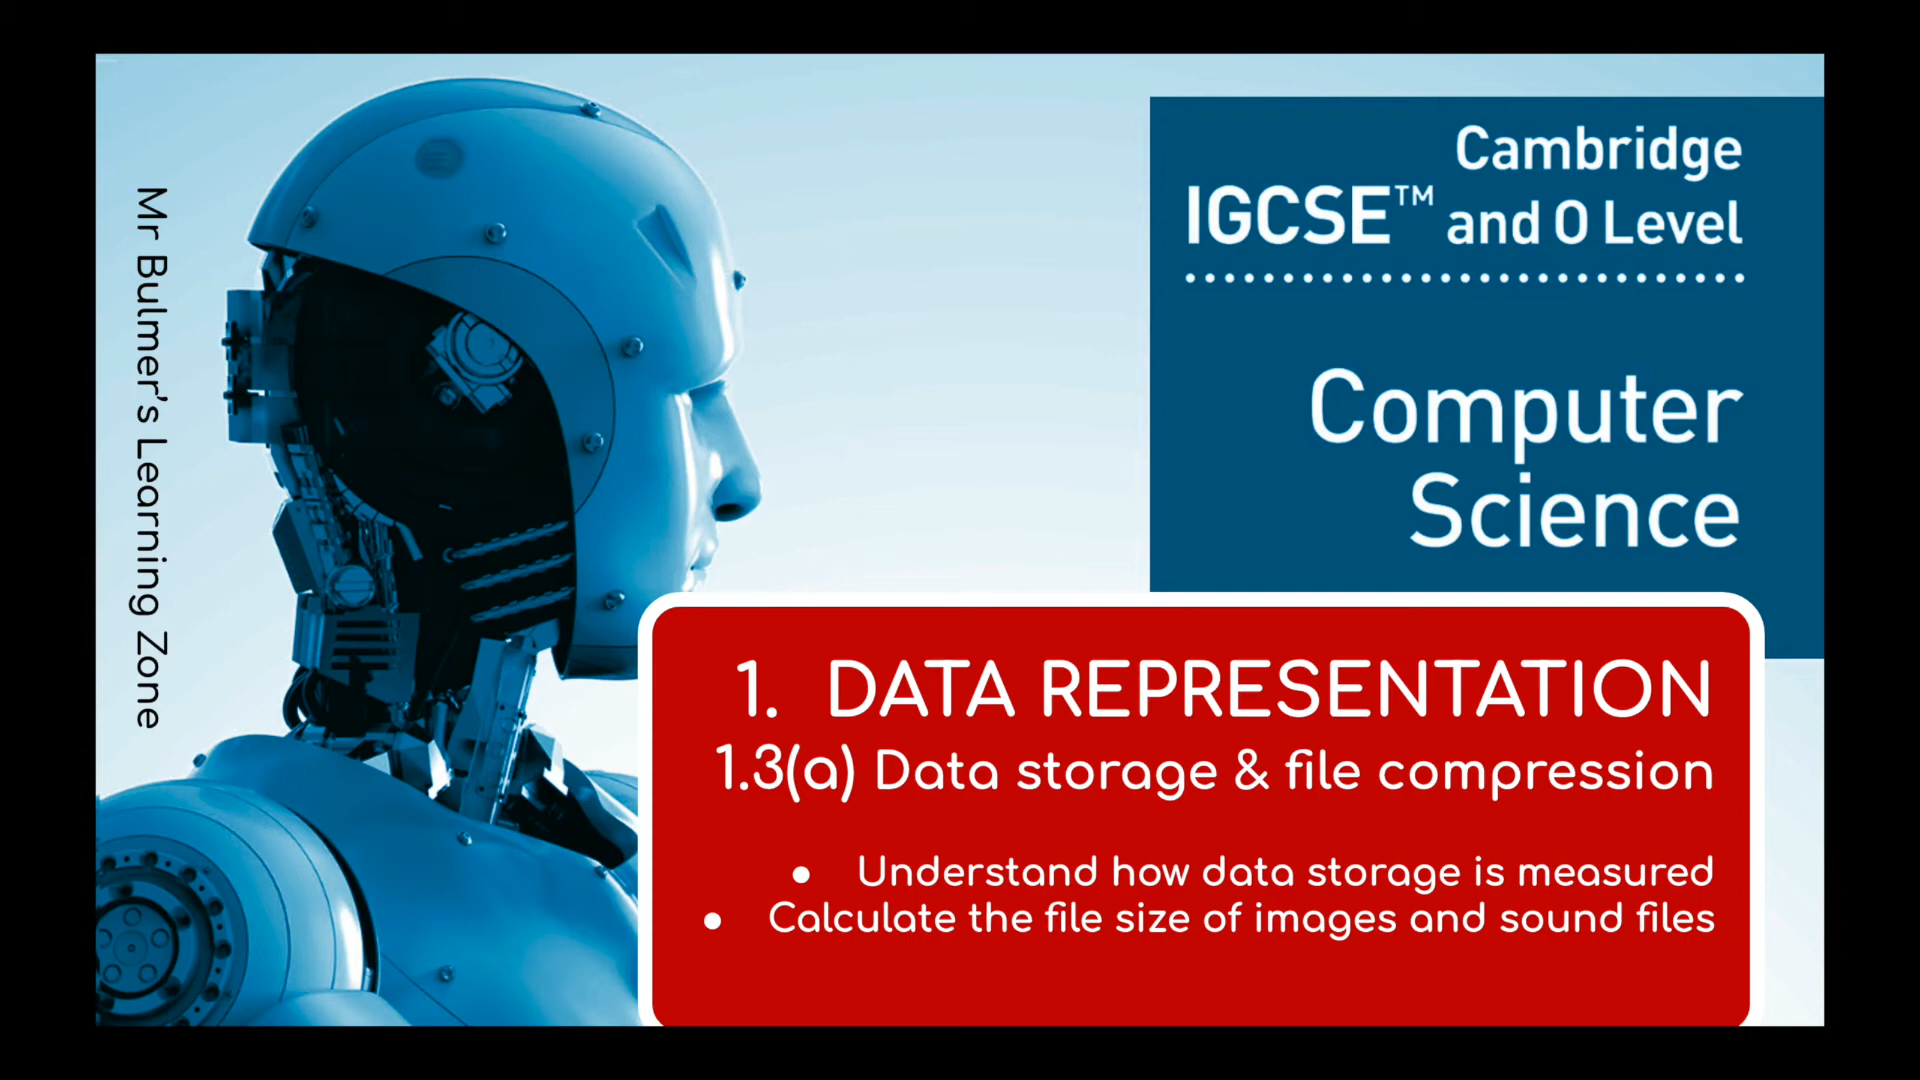 Mr Bulmer's Learning Zone
Cambridge
IGCSE™ and O Level
Computer
Science
1. DATA REPRESENTATION
1.3(a) Data storage & file compression
● Understand how data storage is measured
● Calculate the file size of images and sound files